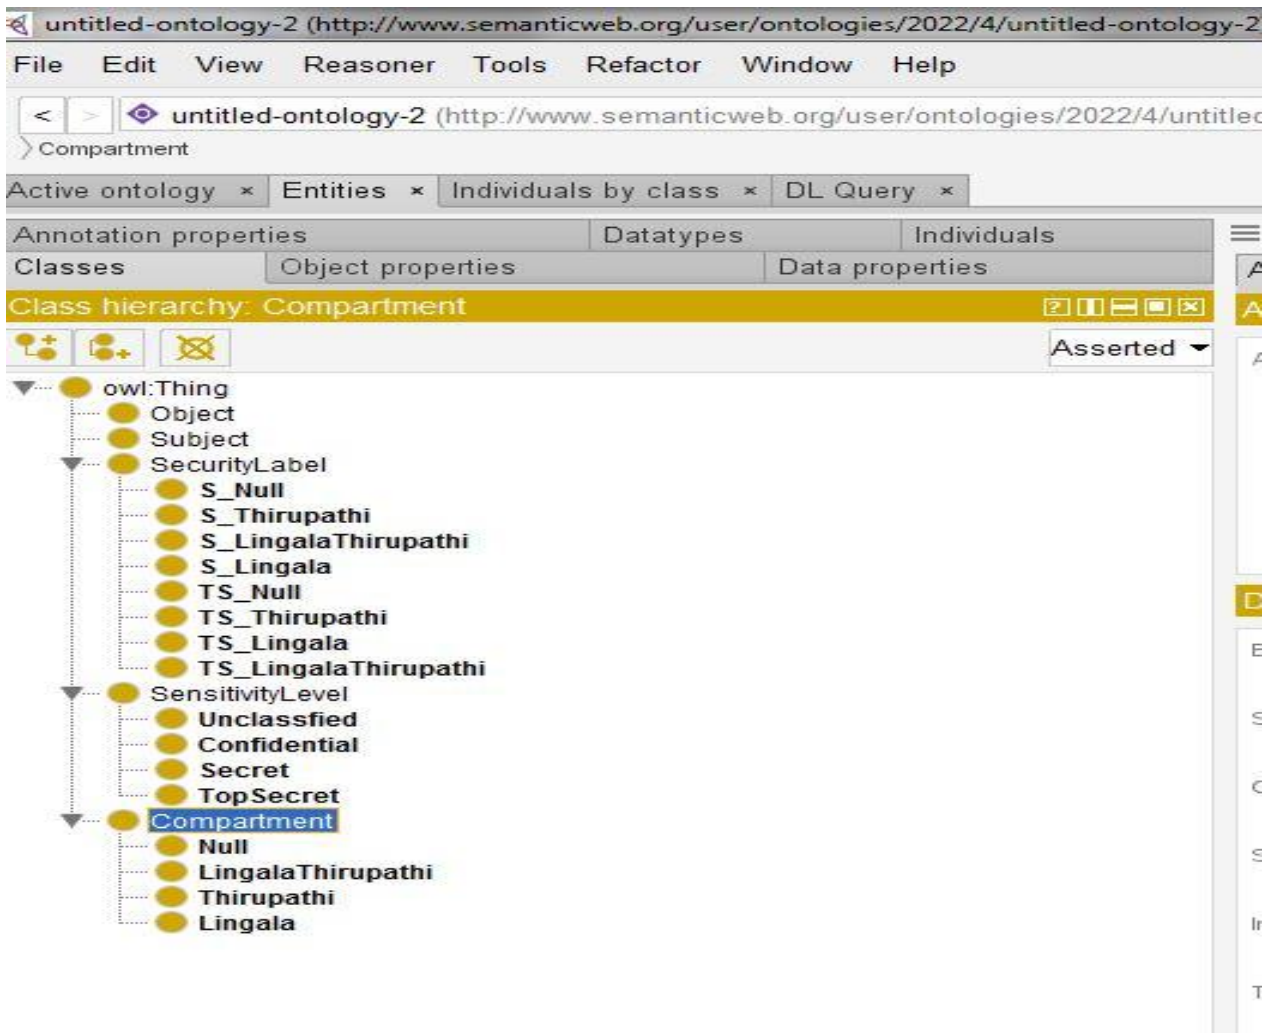 untitled-ontology-2 (http://www.semanticweb.org/user/ontologies/2022/4/untitled-ontology-2)
File Edit View Reasoner Tools Refactor Window Help
< > untitled-ontology-2 (http://www.semanticweb.org/user/ontologies/2022/4/untitled
Compartment
Active ontology × Entities × Individuals by class × DL Query ×
Annotation properties Datatypes Individuals
Classes Object properties Data properties
Class hierarchy: Compartment
Asserted
owl:Thing
Object
Subject
SecurityLabel
S_Null
S_Thirupathi
S_LingalaThirupathi
S_Lingala
TS_Null
TS_Thirupathi
TS_Lingala
TS_LingalaThirupathi
SensitivityLevel
Unclassfied
Confidential
Secret
TopSecret
Compartment
Null
LingalaThirupathi
Thirupathi
Lingala